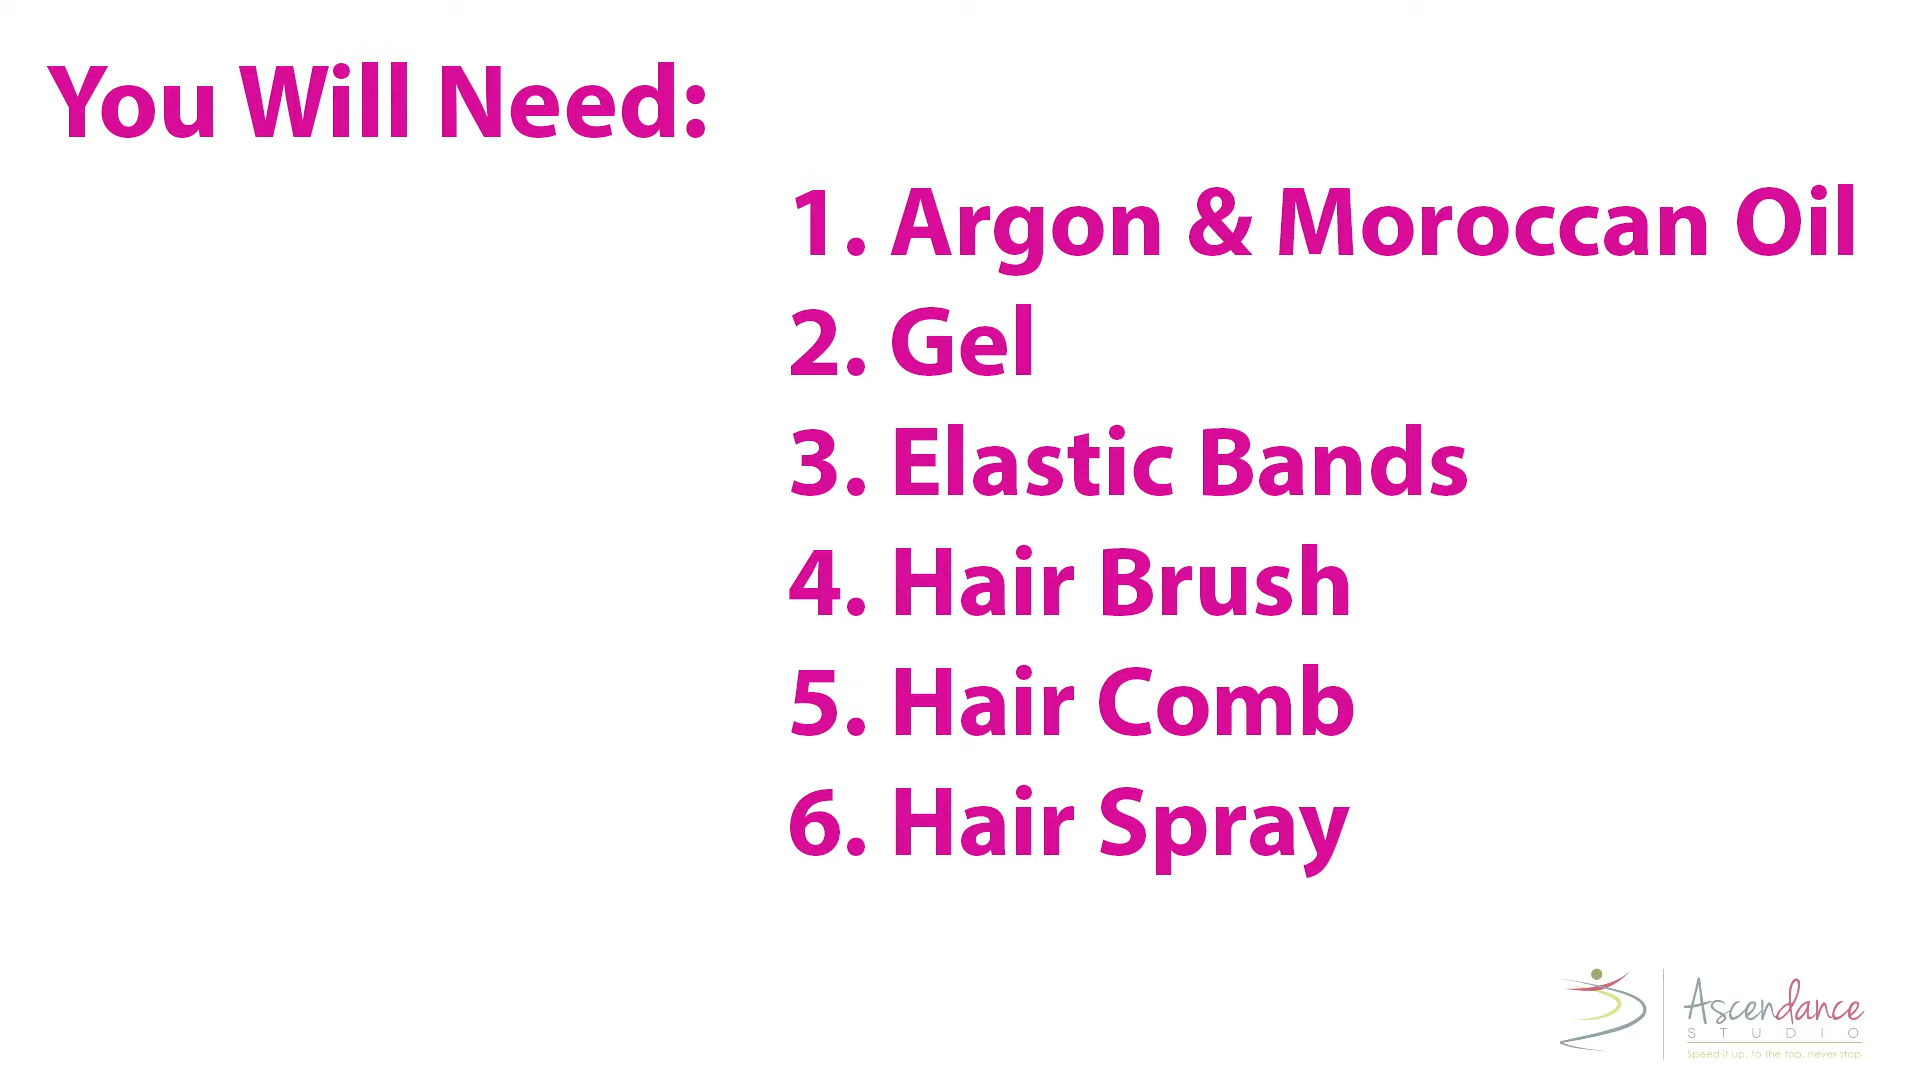 You Will Need:
1. Argon & Moroccan Oil
2. Gel
3. Elastic Bands
4. Hair Brush
5. Hair Comb
6. Hair Spray
Ascendance
STUDIO
Speed it up, to the top, never stop